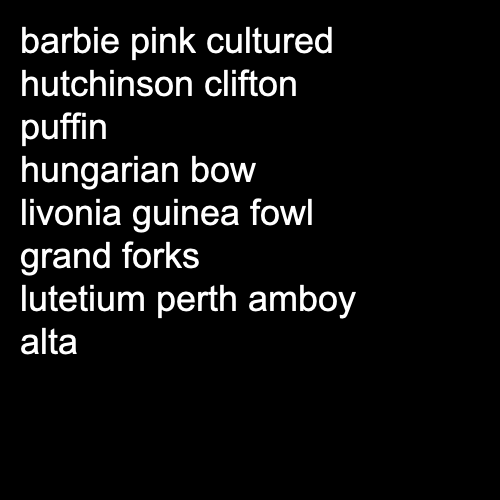 barbie pink cultured
hutchinson clifton
puffin
hungarian bow
livonia guinea fowl
grand forks
lutetium perth amboy
alta